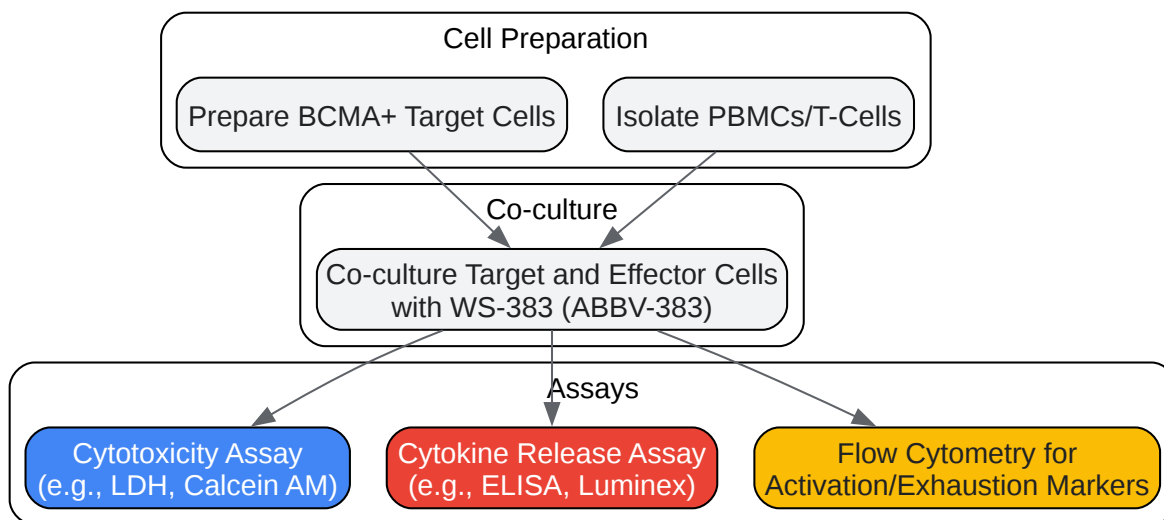 Cell Preparation
Prepare BCMA+ Target Cells
Isolate PBMCs/T-Cells
Co-culture
Co-culture Target and Effector Cells
with WS-383 (ABBV-383)
Assays
Cytotoxicity Assay
(e.g., LDH, Calcein AM)
Cytokine Release Assay
(e.g., ELISA, Luminex)
Flow Cytometry for
Activation/Exhaustion Markers